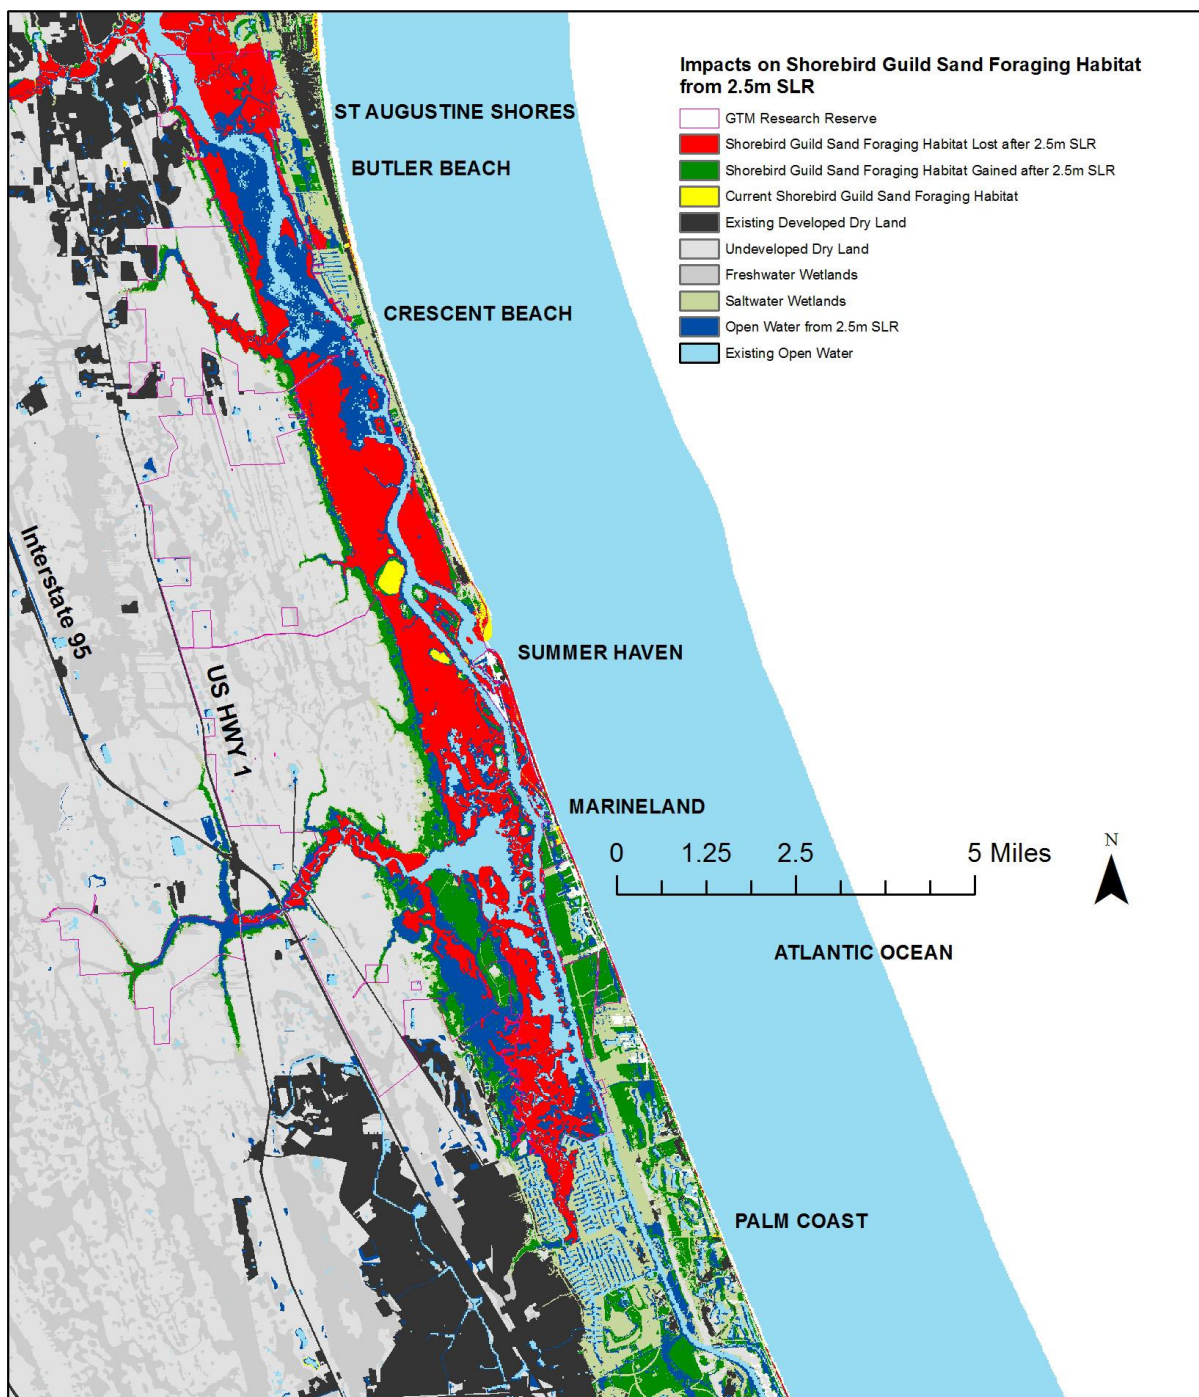 Impacts on Shorebird Guild Sand Foraging Habitat
from 2.5m SLR
GTM Research Reserve
Shorebird Guild Sand Foraging Habitat Lost after 2.5m SLR
Shorebird Guild Sand Foraging Habitat Gained after 2.5m SLR
Current Shorebird Guild Sand Foraging Habitat
Existing Developed Dry Land
Undeveloped Dry Land
Freshwater Wetlands
Saltwater Wetlands
Open Water from 2.5m SLR
Existing Open Water
ST AUGUSTINE SHORES
BUTLER BEACH
CRESCENT BEACH
Interstate 95
US HWY 1
SUMMER HAVEN
MARINELAND
0 1.25 2.5 5 Miles
N
ATLANTIC OCEAN
PALM COAST